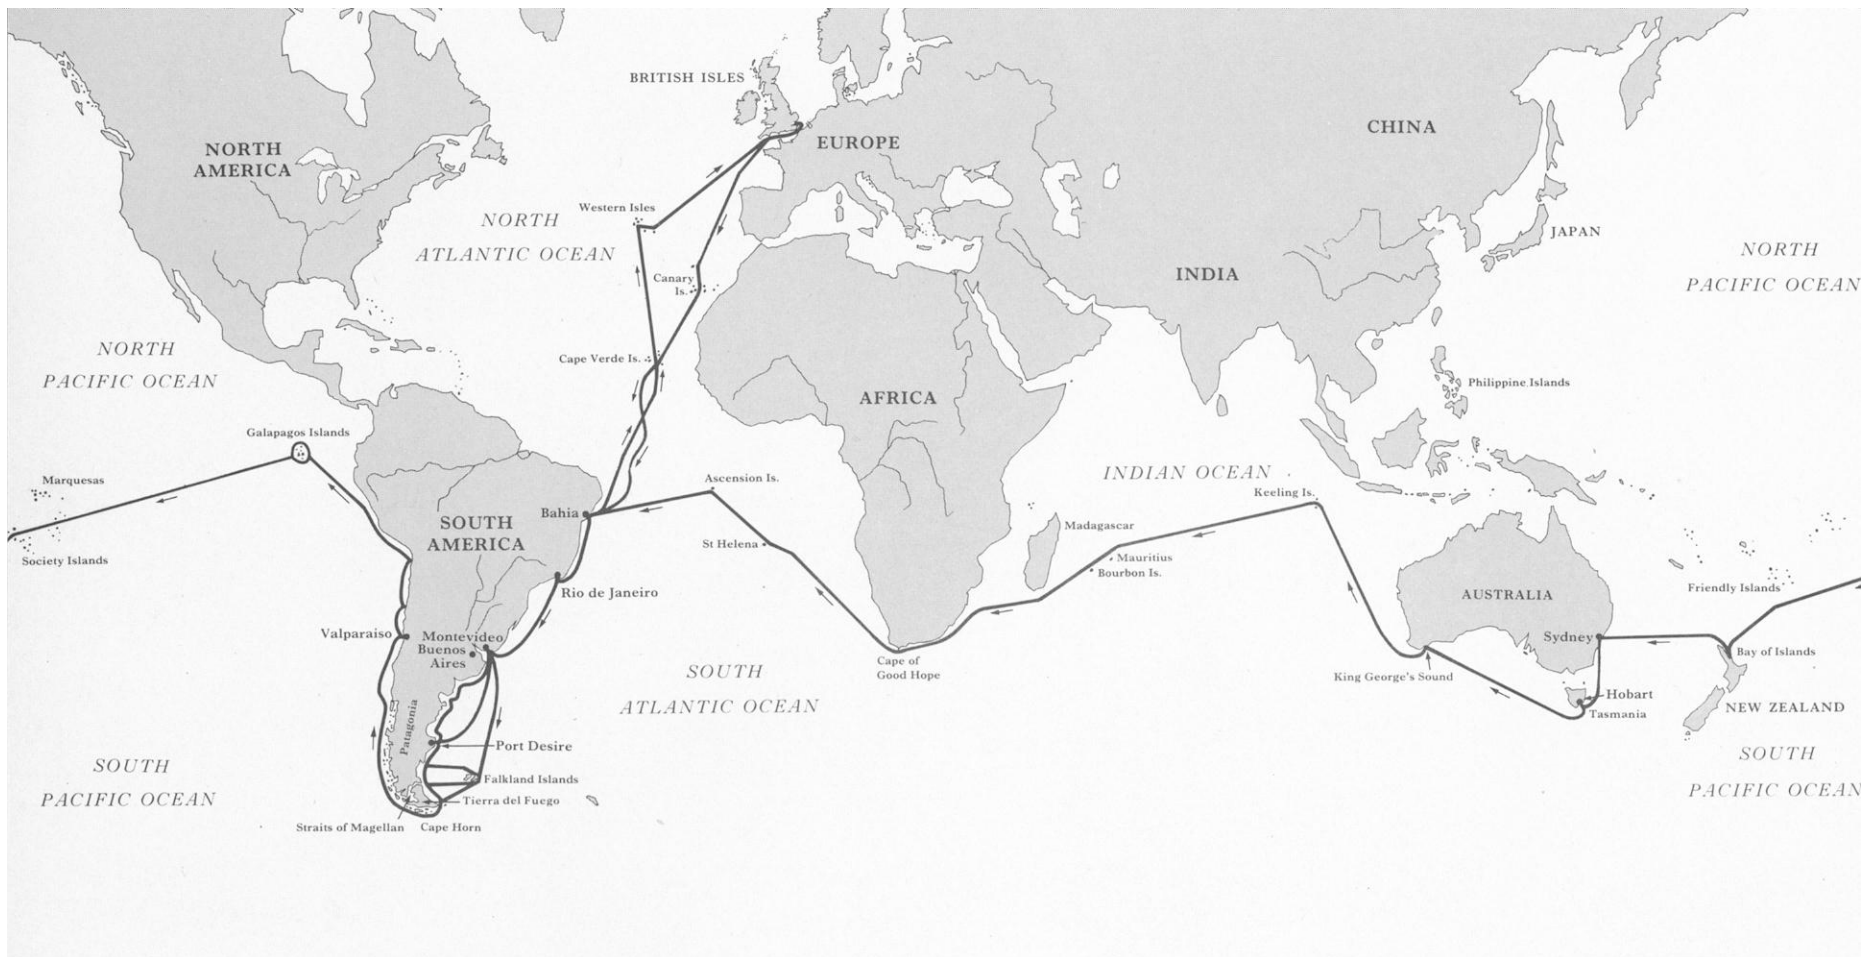 BRITISH ISLES
NORTH
AMERICA
EUROPE
CHINA
Western Isles
NORTH
ATLANTIC OCEAN
JAPAN
NORTH
PACIFIC OCEAN
Canary
Is.
INDIA
NORTH
PACIFIC OCEAN
Cape Verde Is.
AFRICA
Philippine Islands
Galapagos Islands
Marquesas
Ascension Is.
INDIAN OCEAN
Keeling Is.
Bahia
SOUTH
AMERICA
Madagascar
St Helena
Mauritius
Bourbon Is.
Society Islands
Rio de Janeiro
AUSTRALIA
Friendly Islands
Valparaiso
Montevideo
Buenos
Aires
Sydney
Bay of Islands
Cape of
Good Hope
King George's Sound
SOUTH
ATLANTIC OCEAN
Hobart
Tasmania
NEW ZEALAND
Patagonia
Port Desire
SOUTH
PACIFIC OCEAN
Falkland Islands
Tierra del Fuego
Straits of Magellan
Cape Horn
SOUTH
PACIFIC OCEAN